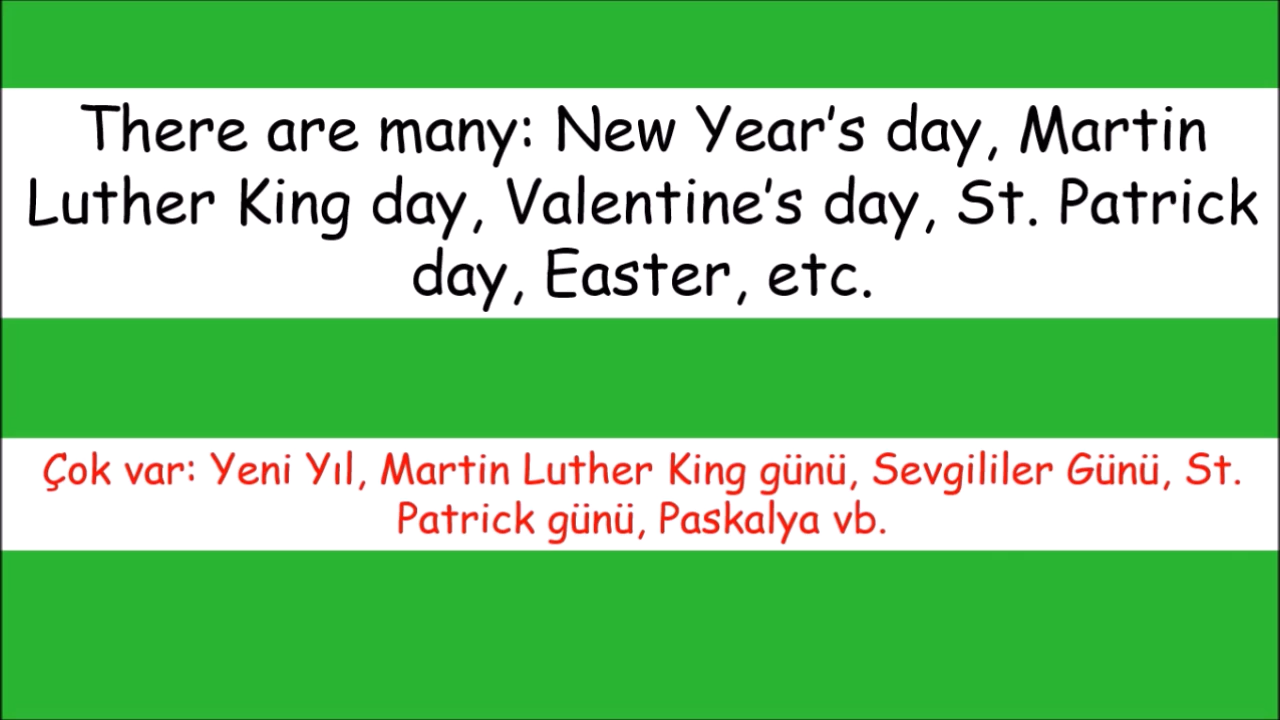 There are many: New Year's day, Martin
Luther King day, Valentine's day, St. Patrick
day, Easter, etc.
Çok var: Yeni Yıl, Martin Luther King günü, Sevgililer Günü, St.
Patrick günü, Paskalya vb.